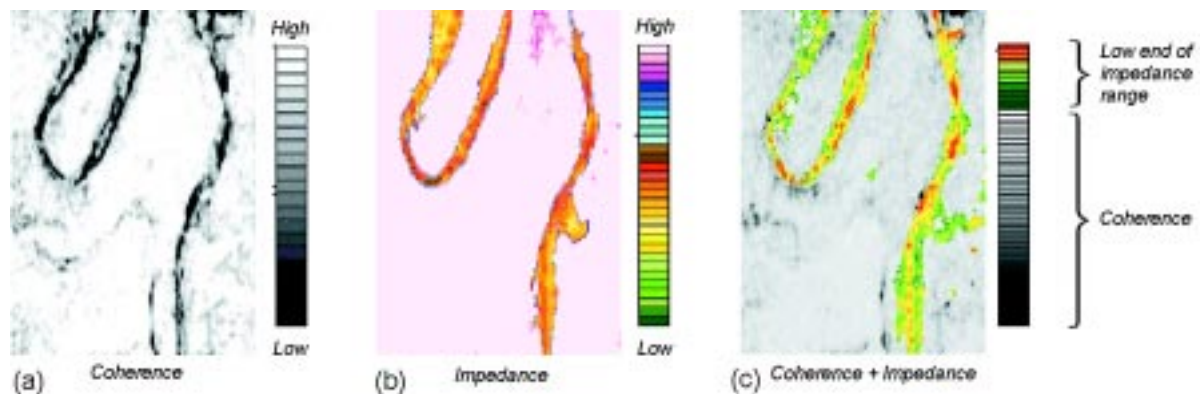 High
Low
(a)
Coherence
High
Low
(b)
Impedance
Low end of
impedance
range
Coherence
(c)
Coherence + Impedance